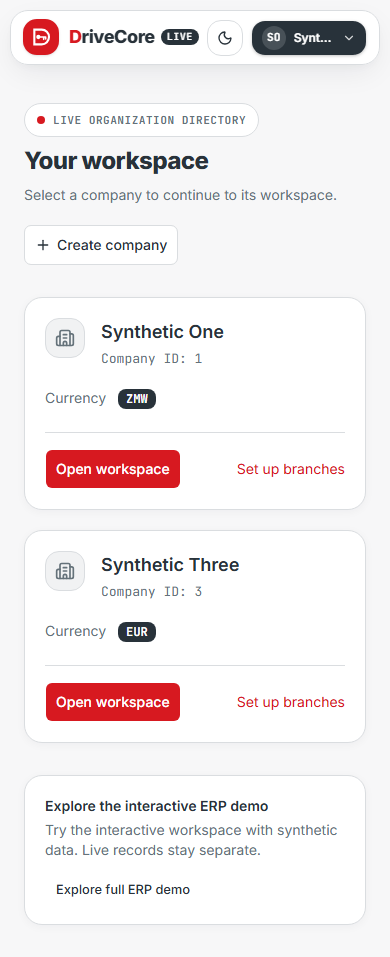 DriveCore LIVE SO Synt...
LIVE ORGANIZATION DIRECTORY
Your workspace
Select a company to continue to its workspace.
+ Create company
Synthetic One
Company ID: 1
Currency ZMW
Open workspace Set up branches
Synthetic Three
Company ID: 3
Currency EUR
Open workspace Set up branches
Explore the interactive ERP demo
Try the interactive workspace with synthetic
data. Live records stay separate.
Explore full ERP demo